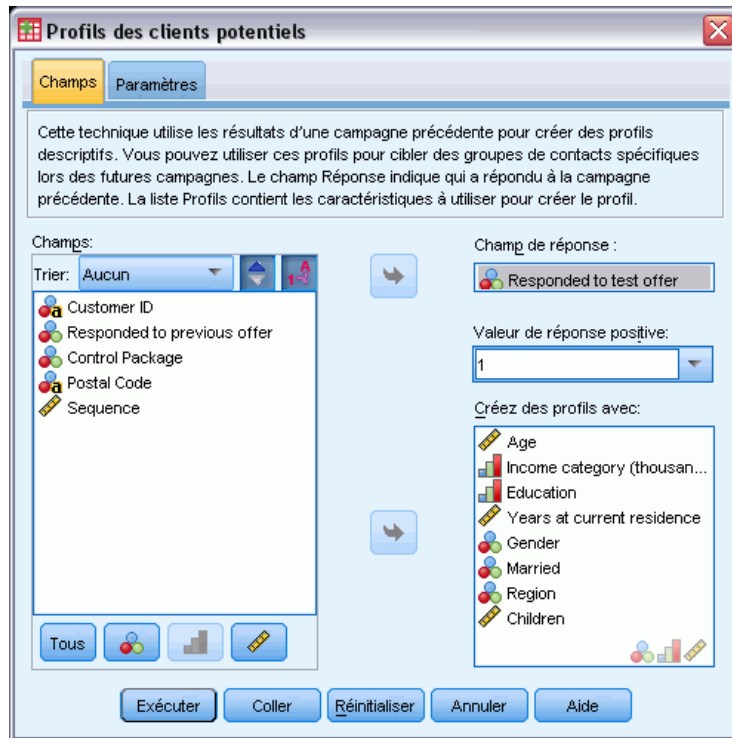 Profils des clients potentiels
Champs
Paramètres
Cette technique utilise les résultats d'une campagne précédente pour créer des profils
descriptifs. Vous pouvez utiliser ces profils pour cibler des groupes de contacts spécifiques
lors des futures campagnes. Le champ Réponse indique qui a répondu à la campagne
précédente. La liste Profils contient les caractéristiques à utiliser pour créer le profil.
Champs:
Trier: Aucun
Customer ID
Responded to previous offer
Control Package
Postal Code
Sequence
Tous
Champ de réponse :
Responded to test offer
Valeur de réponse positive:
1
Créez des profils avec:
Age
Income category (thousan...
Education
Years at current residence
Gender
Married
Region
Children
Exécuter
Coller
Réinitialiser
Annuler
Aide